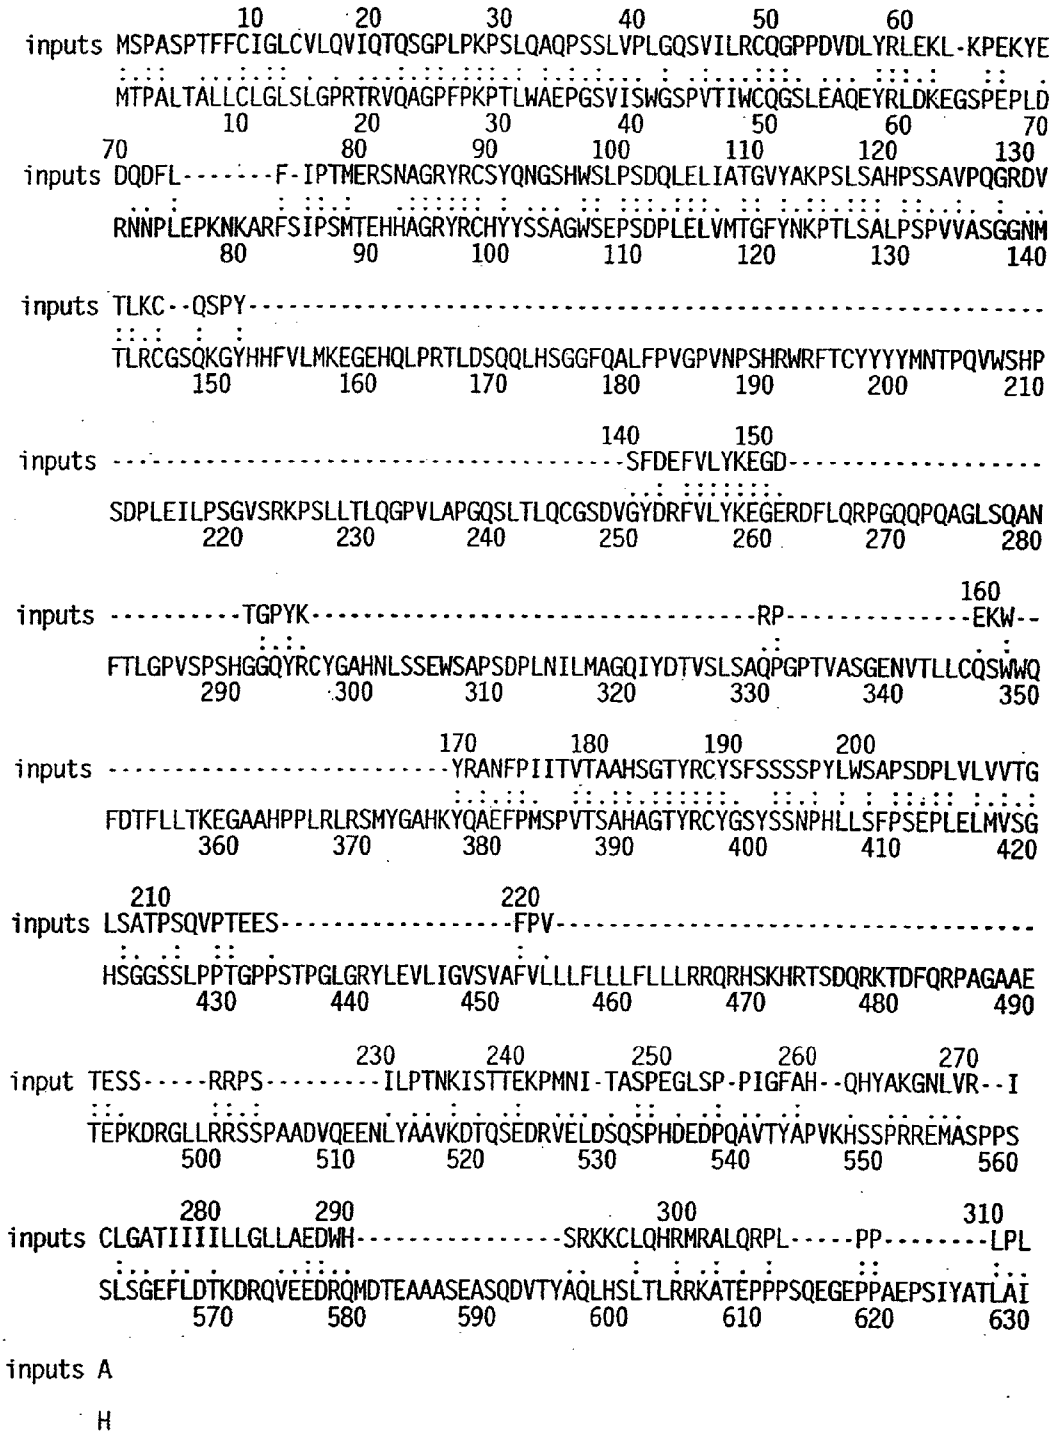 10 20 30 40 50 60
inputs MSPASPTFFCIGLCVLQVIQTQSGPLPKPSLQAQPSSLVPLGQSVILRCQGPPDVDLYRLEKL-KPEKYE
MTPALTALLCLGLSLGPRTRVQAGPFPKPTLWAEPGSVISWGSPVTIWCQGSLEAQEYRLDKEGSPEPLD
10 20 30 40 50 60 70
70 80 90 100 110 120 130
inputs DQDFL-------F-IPTMERSNAGRYRCSYQNGSHWSLPSDQLELIATGVYAKPSLSAHPSSAVPQGRDV
RNNPLEPKNKARFSIPSMTEHHAGRYRCHYYSSAGWSEPSDPLELVMTGFYNKPTLSALPSPVVASGGNM
80 90 100 110 120 130 140
inputs TLKC--QSPY------------------------------------------------------------
TLRCGSQKGYHHFVLMKEGEHQLPRTLDSQQLHSGGFQALFPVGPVNPSHRWRFTCYYYYMNTPQVWSHP
150 160 170 180 190 200 210
140 150
inputs ---------------------------------------SFDEFVLYKEGD-------------------
SDPLEILPSGVSRKPSLLTLQGPVLAPGQSLTLQCGSDVGYDRFVLYKEGERDFLQRPGQQPQAGLSQAN
220 230 240 250 260 270 280
160
inputs ----------TGPYK----------------------------------RP--------------EKW--
FTLGPVSPSHGGQYRCYGAHNLSSEWSAPSDPLNILMAGQIYDTVSLSAQPGPTVASGENVTLLCQSWWQ
290 300 310 320 330 340 350
170 180 190 200
inputs --------------------------YRANFPIITVTAAHSGTYRCYSFSSSSPYLWSAPSDPLVLVVTG
FDTFLLTKEGAAHPPLRLRSMYGAHKYQAEFPMSPVTSAHAGTYRCYGSYSSNPHLLSFPSEPLELMVSG
360 370 380 390 400 410 420
210 220
inputs LSATPSQVPTEES------------------FPV------------------------------------
HSGGSSLPPTGPPSTPGLGRYLEVLIGVSVAFVLLLFLLLFLLLRRQRHSKHRTSDQRKTDFQRPAGAAE
430 440 450 460 470 480 490
230 240 250 260 270
input TESS-----RRPS---------ILPTNKISTTEKPMNI-TASPEGLSP-PIGFAH--QHYAKGNLVR--I
TEPKDRGLLRRSSPAADVQEENLYAAVKDTQSEDRVELDSQSPHDEDPQAVTYAPVKHSSPRREMASPPS
500 510 520 530 540 550 560
280 290 300 310
inputs CLGATIIIILLGLLAEDWH----------------SRKKCLQHRMRALQRPL-----PP--------LPL
SLSGEFLDTKDRQVEEDRQMDTEAAASEASQDVTYAQLHSLTLRRKATEPPPSQEGEPPAEPSIYATLAI
570 580 590 600 610 620 630
inputs A
H